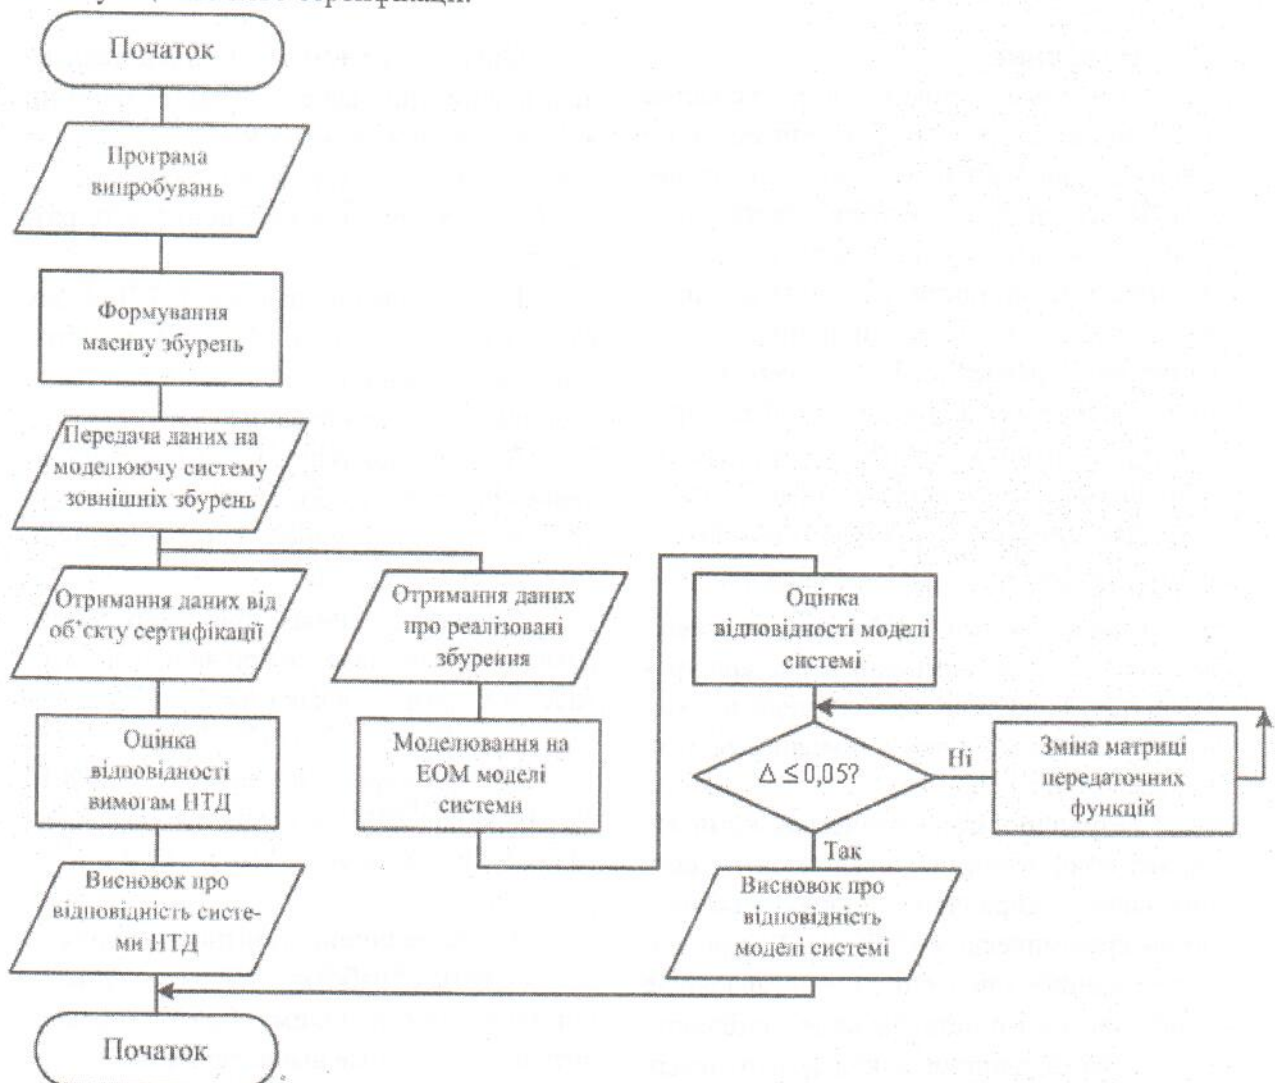 сертифікації.
Початок
Програма
випробувань
Формування
масиву збурень
Передача даних на
моделюючу систему
зовнішніх збурень
Отримання даних від
об'єкту сертифікації
Оцінка
відповідності
вимогам НТД
Висновок про
відповідність систе-
ми НТД
Отримання даних
про реалізовані
збурення
Моделювання на
ЕОМ моделі
системи
Оцінка
відповідності моделі
системі
Δ ≤ 0,05?
Ні
Зміна матриці
передаточних
функцій
Так
Висновок про
відповідність
моделі системі
Початок